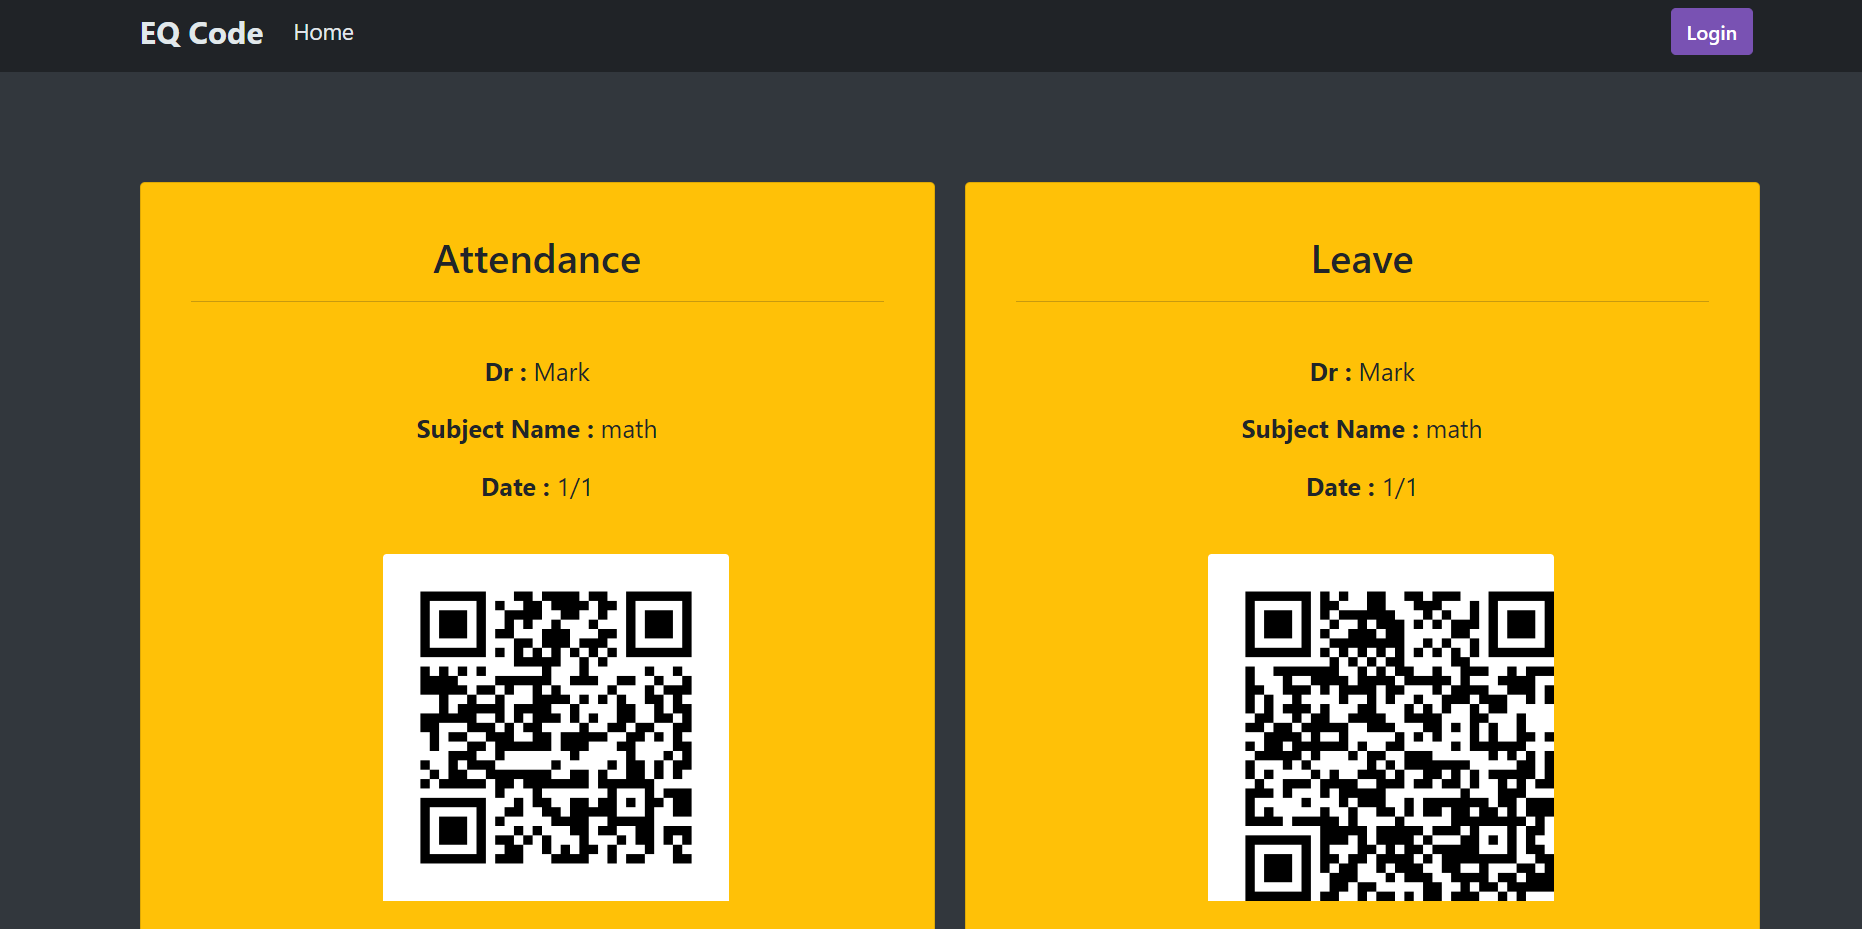 EQ Code Home Login
Attendance
Dr : Mark
Subject Name : math
Date : 1/1
Leave
Dr : Mark
Subject Name : math
Date : 1/1